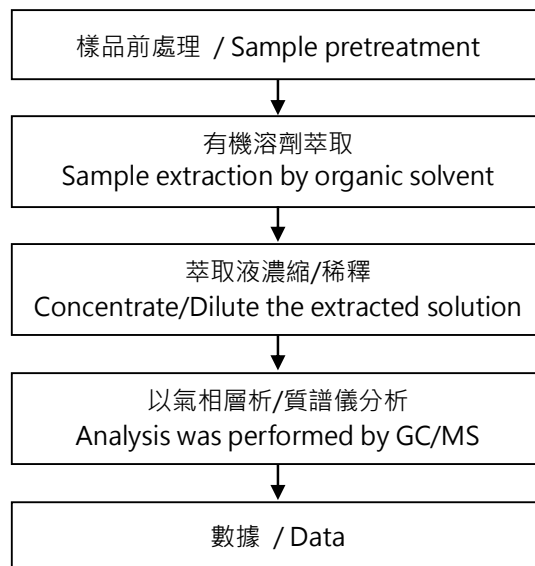 樣品前處理 / Sample pretreatment
有機溶劑萃取
Sample extraction by organic solvent
萃取液濃縮/稀釋
Concentrate/Dilute the extracted solution
以氣相層析/質譜儀分析
Analysis was performed by GC/MS
數據 / Data